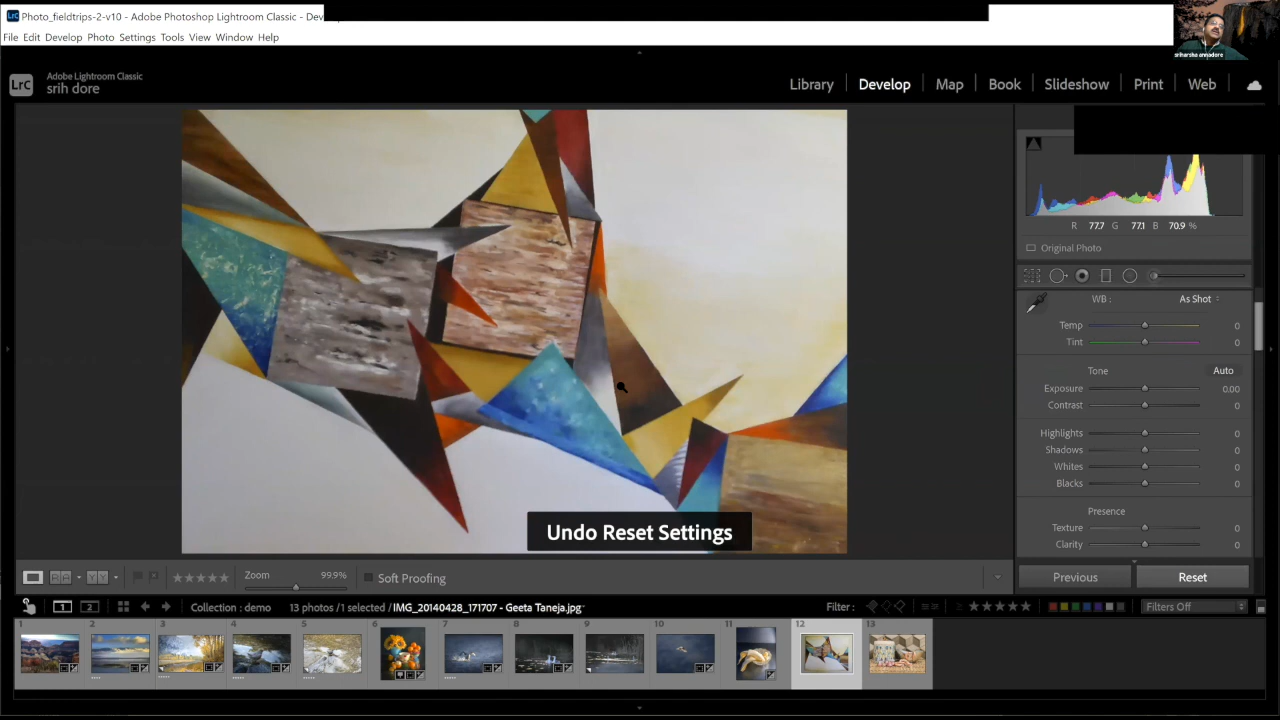 Photo_fieldtrips-2-v10 - Adobe Photoshop Lightroom Classic - Dev
File Edit Develop Photo Settings Tools View Window Help
sriharsha annadore
LrC
Adobe Lightroom Classic
srih dore
Library Develop Map Book Slideshow Print Web
R 77.7 G 77.1 B 70.9 %
Original Photo
WB : As Shot
Temp 0
Tint 0
Tone Auto
Exposure 0.00
Contrast 0
Highlights 0
Shadows 0
Whites 0
Blacks 0
Presence
Texture 0
Clarity 0
Undo Reset Settings
Zoom 99.9% Soft Proofing
Previous Reset
1 2 Collection : demo 13 photos / 1 selected / IMG_20140428_171707 - Geeta Taneja.jpg
Filter : Filters Off
1 2 3 4 5 6 7 8 9 10 11 12 13